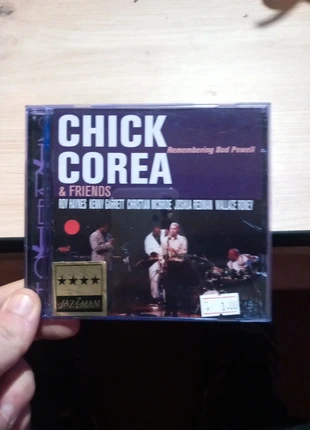 CHICK
Remembering Bud Powell
COREA
& FRIENDS
ROY HAYNES KENNY GARRETT CHRISTIAN MCBRIDE JOSHUA REDMAN WALLACE RONEY
★★★★
JAZZMAN